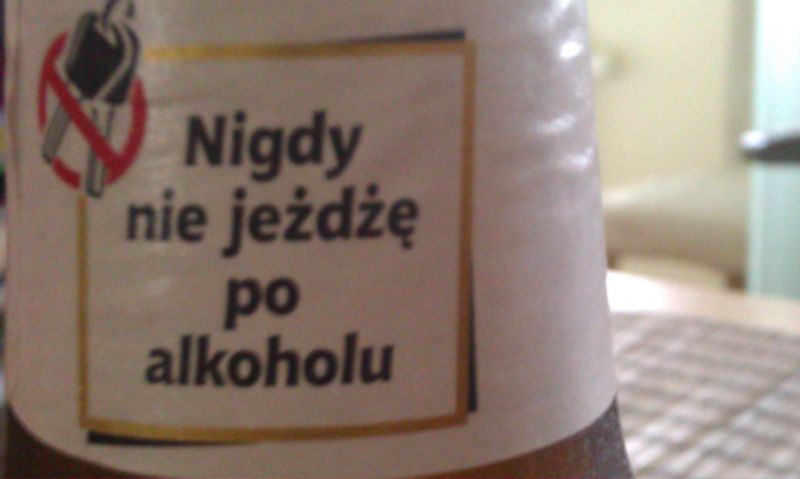 Nigdy
nie jeżdżę
po
alkoholu